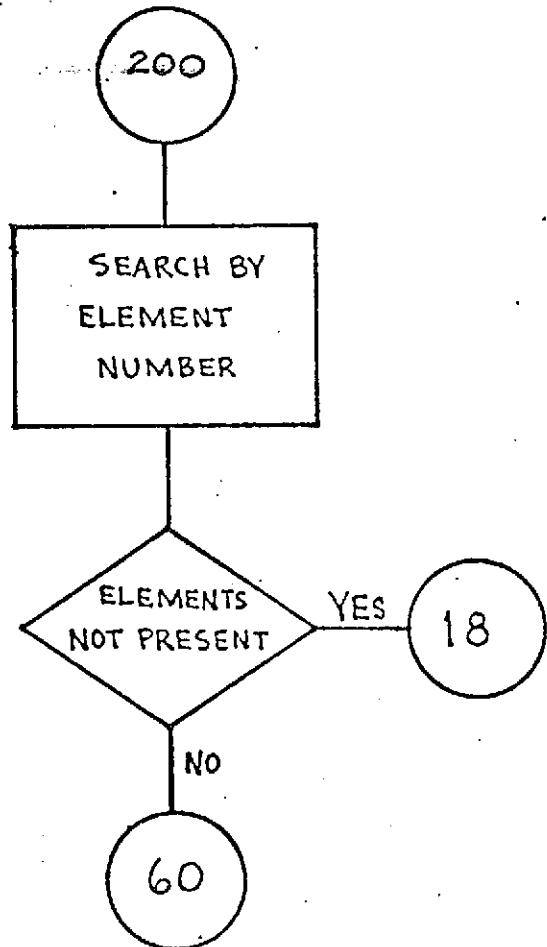 200
SEARCH BY
ELEMENT
NUMBER
ELEMENTS
NOT PRESENT
YES
18
NO
60